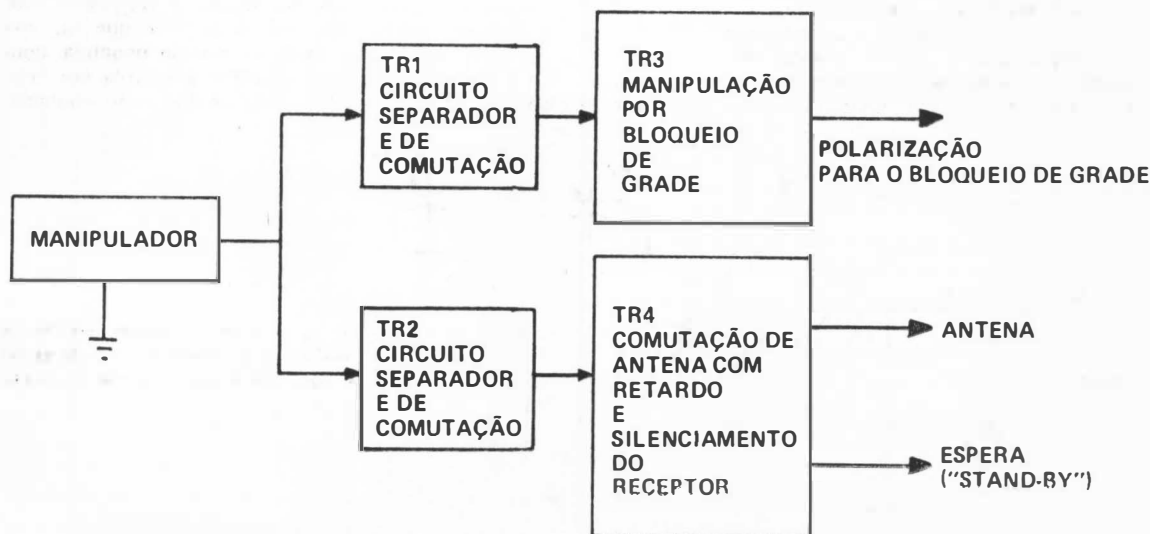 TR1
CIRCUITO
SEPARADOR
E DE
COMUTAÇÃO
TR3
MANIPULAÇÃO
POR
BLOQUEIO
DE
GRADE
POLARIZAÇÃO
PARA O BLOQUEIO DE GRADE
MANIPULADOR
TR2
CIRCUITO
SEPARADOR
E DE
COMUTAÇÃO
TR4
COMUTAÇÃO DE
ANTENA COM
RETARDO
E
SILENCIAMENTO
DO
RECEPTOR
ANTENA
ESPERA
("STAND-BY")